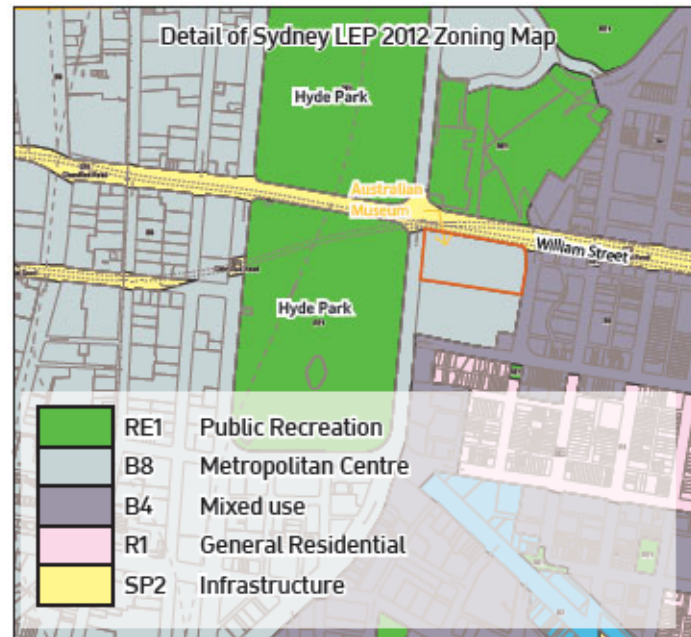 Detail of Sydney LEP 2012 Zoning Map
Hyde Park
Australian
Museum
William Street
Hyde Park
RE1 Public Recreation
B8 Metropolitan Centre
B4 Mixed use
R1 General Residential
SP2 Infrastructure